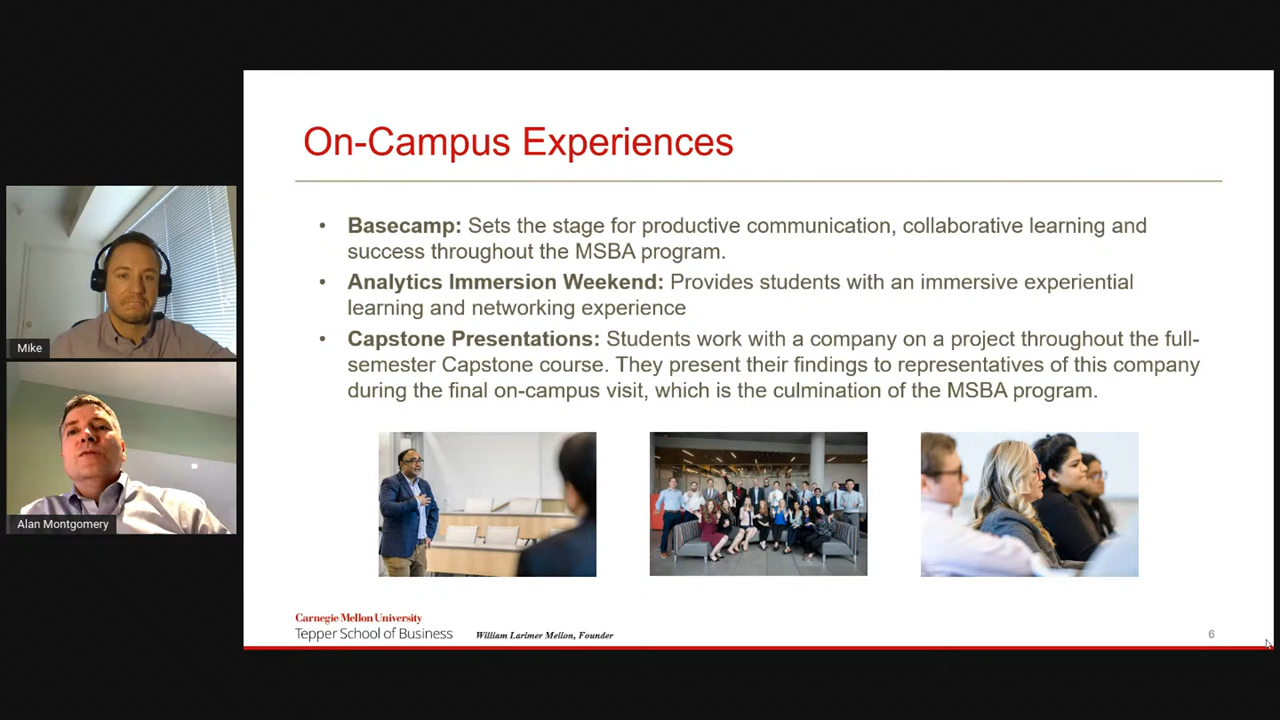 On-Campus Experiences
• Basecamp: Sets the stage for productive communication, collaborative learning and
success throughout the MSBA program.
• Analytics Immersion Weekend: Provides students with an immersive experiential
learning and networking experience
• Capstone Presentations: Students work with a company on a project throughout the full-
semester Capstone course. They present their findings to representatives of this company
during the final on-campus visit, which is the culmination of the MSBA program.
Mike
Alan Montgomery
Carnegie Mellon University
Tepper School of Business
William Larimer Mellon, Founder
6